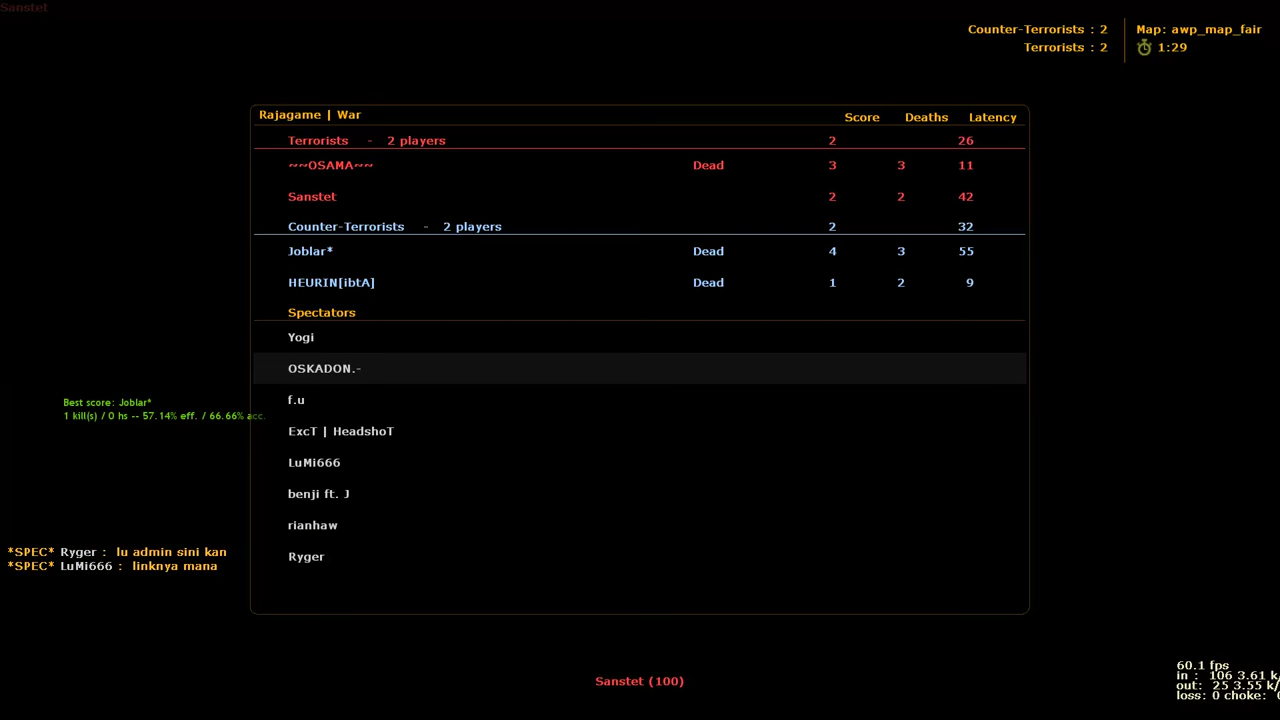 Sanstet
Counter-Terrorists : 2
Terrorists : 2
Map: awp_map_fair
1:29
Rajagame | War Score Deaths Latency
Terrorists - 2 players 2 26
~~OSAMA~~ Dead 3 3 11
Sanstet 2 2 42
Counter-Terrorists - 2 players 2 32
Joblar* Dead 4 3 55
HEURIN[ibtA] Dead 1 2 9
Spectators
Yogi
OSKADON.-
f.u
ExcT | HeadshoT
LuMi666
benji ft. J
rianhaw
Ryger
Best score: Joblar*
1 kill(s) / 0 hs -- 57.14% eff. / 66.66% acc.
*SPEC* Ryger : lu admin sini kan
*SPEC* LuMi666 : linknya mana
Sanstet (100)
60.1 fps
in : 106 3.61 k/
out: 25 3.55 k/
loss: 0 choke: